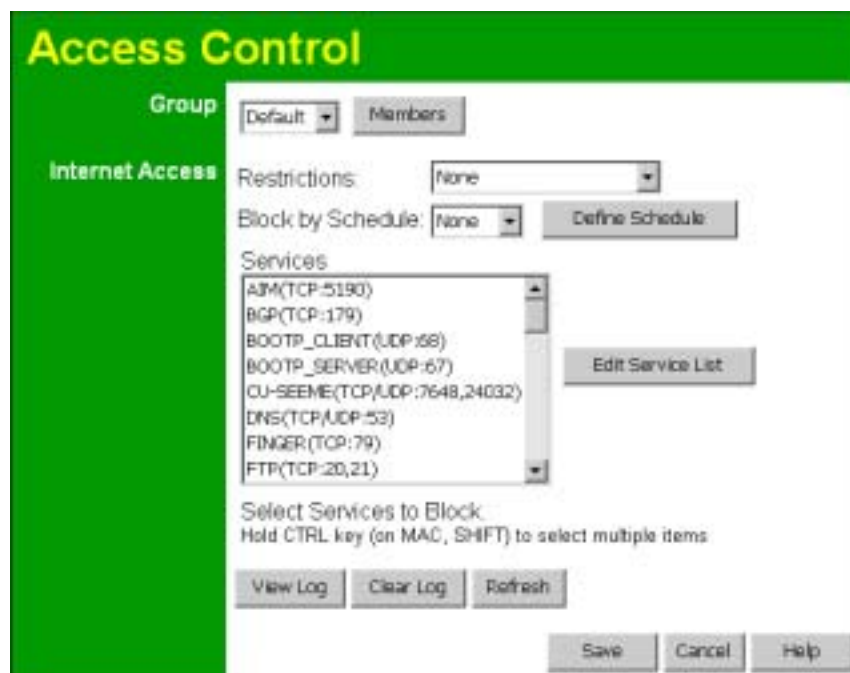 Access Control
Group
Default
Members
Internet Access
Restrictions:
None
Block by Schedule:
None
Define Schedule
Services
AIM(TCP:5190)
BGP(TCP:179)
BOOTP_CLIENT(UDP:68)
BOOTP_SERVER(UDP:67)
CU-SEEME(TCP/UDP:7648,24032)
DNS(TCP/UDP:53)
FINGER(TCP:79)
FTP(TCP:20,21)
Edit Service List
Select Services to Block.
Hold CTRL key (on MAC, SHIFT) to select multiple items
View Log
Clear Log
Refresh
Save
Cancel
Help